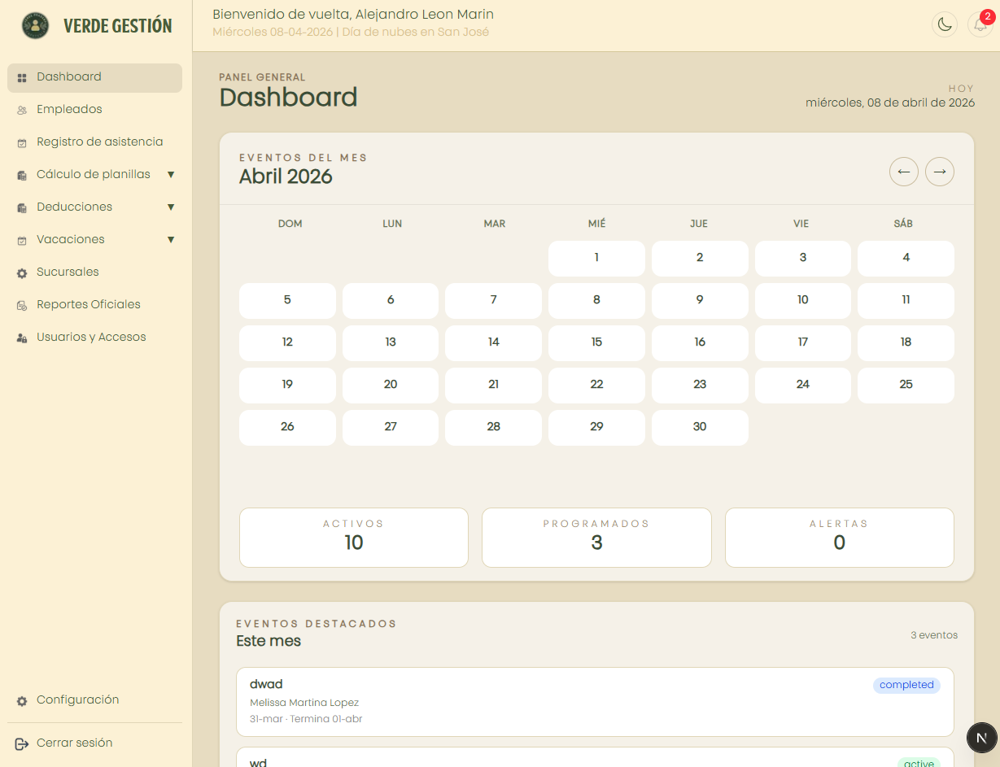 VERDE GESTIÓN
Dashboard
Empleados
Registro de asistencia
Cálculo de planillas ▼
Deducciones ▼
Vacaciones ▼
Sucursales
Reportes Oficiales
Usuarios y Accesos
Configuración
Cerrar sesión
Bienvenido de vuelta, Alejandro Leon Marin
Miércoles 08-04-2026 | Día de nubes en San José
2
PANEL GENERAL
Dashboard
HOY
miércoles, 08 de abril de 2026
EVENTOS DEL MES
Abril 2026
← →
DOM LUN MAR MIÉ JUE VIE SÁB
1 2 3 4
5 6 7 8 9 10 11
12 13 14 15 16 17 18
19 20 21 22 23 24 25
26 27 28 29 30
ACTIVOS
10
PROGRAMADOS
3
ALERTAS
0
EVENTOS DESTACADOS
Este mes
3 eventos
dwad
completed
Melissa Martina Lopez
31-mar · Termina 01-abr
wd
active
N